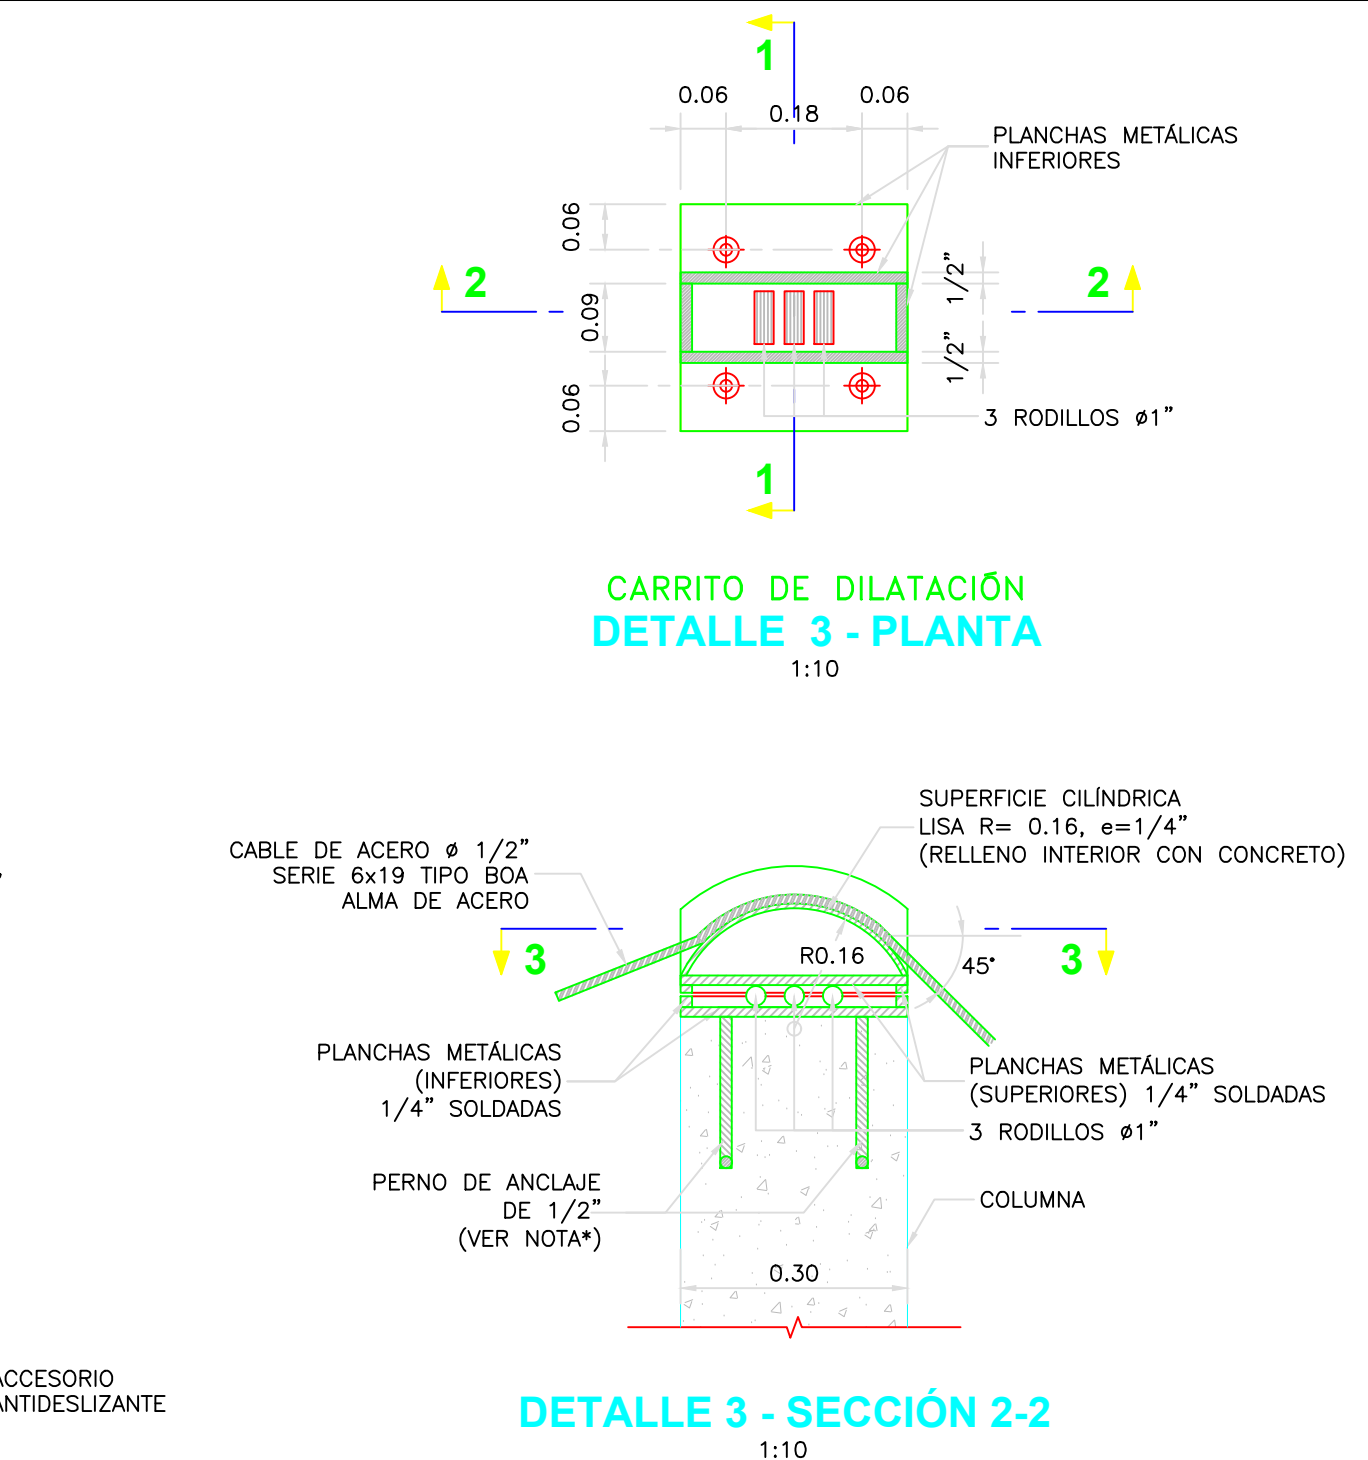 1
0.06
0.18
0.06
PLANCHAS METÁLICAS
INFERIORES
0.06
2
2
1/2”
0.09
1/2”
0.06
3 RODILLOS ø1”
1
CARRITO DE DILATACIÓN
DETALLE 3 - PLANTA
1:10
SUPERFICIE CILÍNDRICA
LISA R= 0.16, e=1/4”
(RELLENO INTERIOR CON CONCRETO)
CABLE DE ACERO ø 1/2”
SERIE 6x19 TIPO BOA
ALMA DE ACERO
3
R0.16
45°
3
PLANCHAS METÁLICAS
(INFERIORES)
1/4” SOLDADAS
PLANCHAS METÁLICAS
(SUPERIORES) 1/4” SOLDADAS
3 RODILLOS ø1”
PERNO DE ANCLAJE
DE 1/2”
(VER NOTA*)
COLUMNA
0.30
ACCESORIO
ANTIDESLIZANTE
DETALLE 3 - SECCIÓN 2-2
1:10